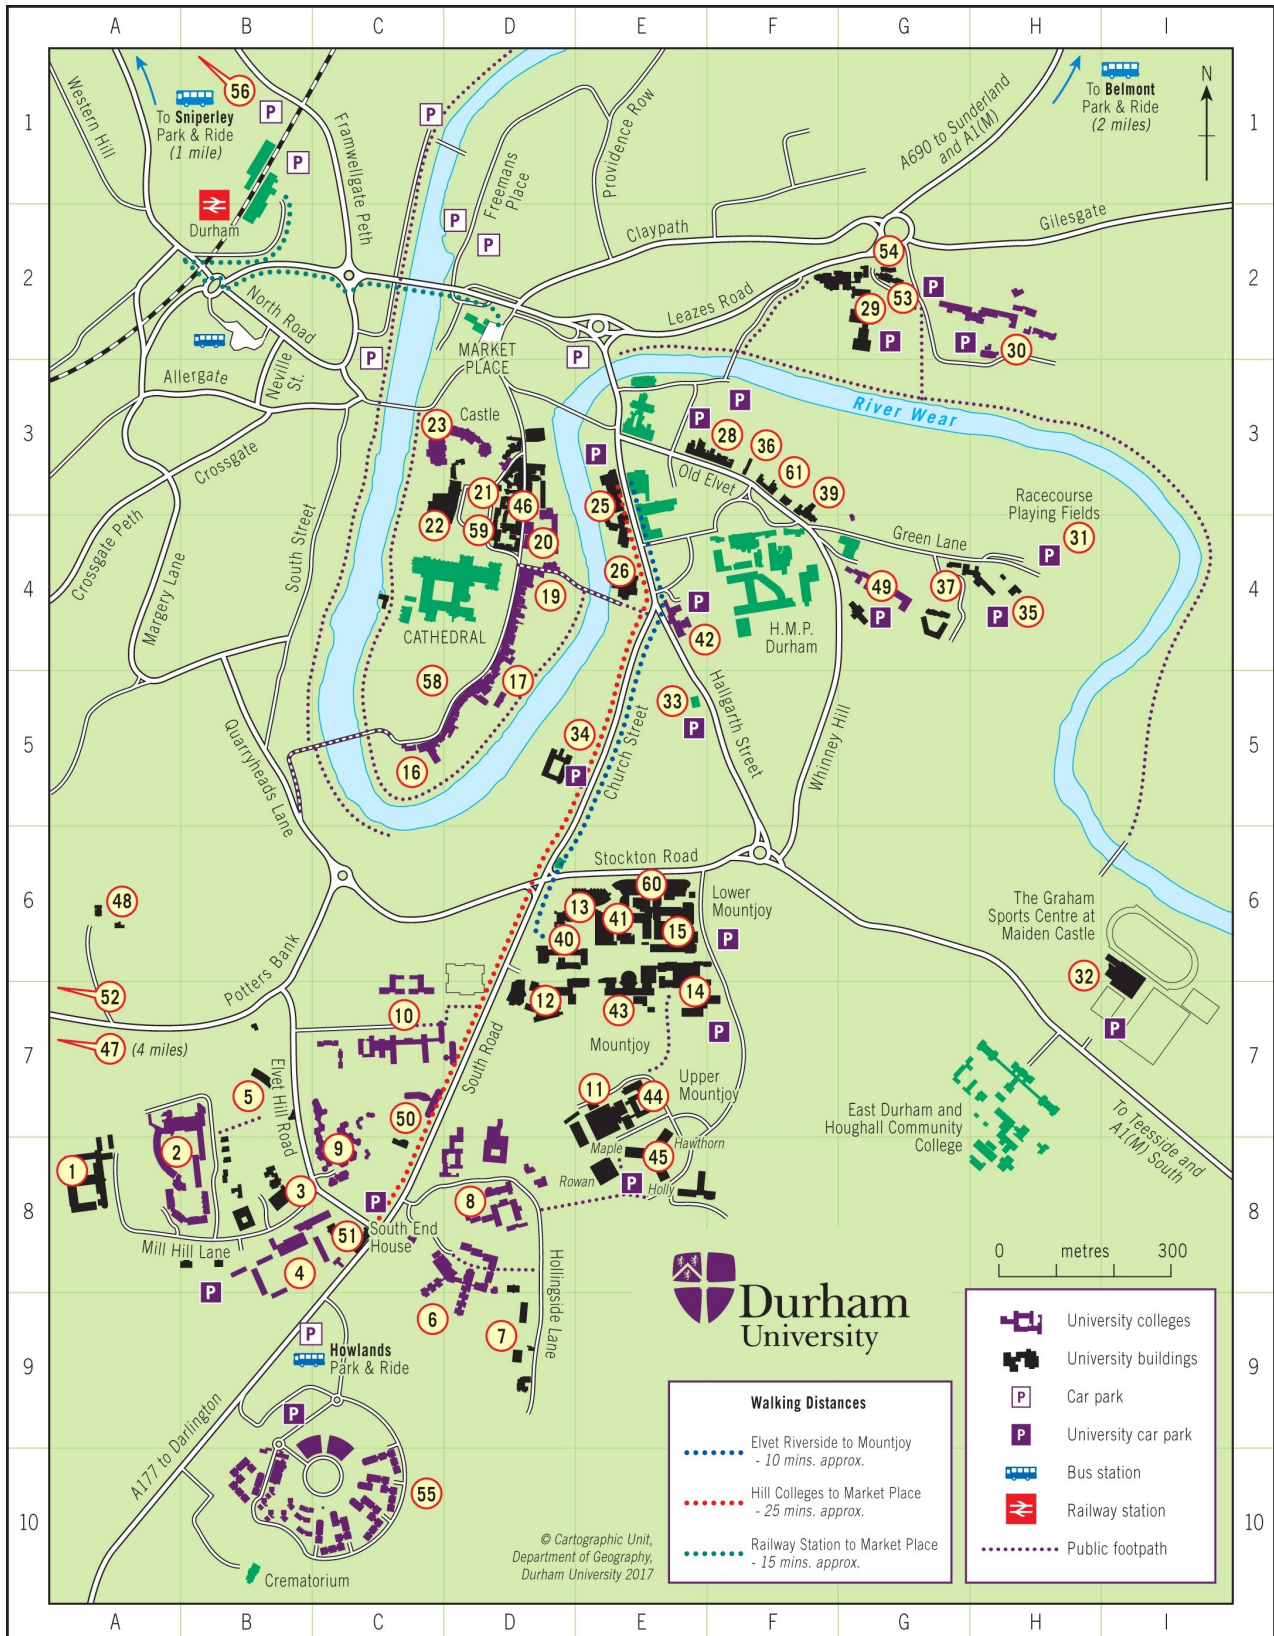 A B C D E F G H I
1
2
3
4
5
6
7
8
9
10
1
2
3
4
5
6
7
8
9
10
Western Hill
56
To Sniperley
Park & Ride
(1 mile)
P
P
Durham
Framwellgate Peth
P
P
P
Freemans
Place
Providence Row
Claypath
A690 to Sunderland
and A1(M)
To Belmont
Park & Ride
(2 miles)
N
Gilesgate
54
53
29
P
P
P
30
Leazes Road
North Road
Neville
St.
Allergate
P
MARKET
PLACE
P
River Wear
Castle
23
Crossgate
Crossgate Peth
Margery Lane
South Street
21
46
22
59
20
25
P
26
19
CATHEDRAL
58
17
16
P
P
28
36
61
39
Old Elvet
Green Lane
Racecourse
Playing Fields
31
P
49
37
P
P
35
P
42
H.M.P.
Durham
33
P
Hallgarth Street
Whinney Hill
34
P
Church Street
Quarryheads Lane
Stockton Road
60
13
41
15
40
Lower
Mountjoy
P
12
43
14
P
Mountjoy
48
52
47
(4 miles)
Potters Bank
10
South Road
The Graham
Sports Centre at
Maiden Castle
32
P
11
44
Upper
Mountjoy
Maple
Hawthorn
45
Rowan
Holly
P
East Durham and
Houghall Community
College
To Teesside and
A1(M) South
5
Elvet Hill Road
50
1
2
9
3
P
8
Mill Hill Lane
51
South End
House
4
P
6
7
Hollingside Lane
P
Howlands
Park & Ride
P
A177 to Darlington
55
Crematorium
Durham
University
0 metres 300
Walking Distances
Elvet Riverside to Mountjoy
- 10 mins. approx.
Hill Colleges to Market Place
- 25 mins. approx.
Railway Station to Market Place
- 15 mins. approx.
University colleges
University buildings
P Car park
P University car park
Bus station
Railway station
Public footpath
© Cartographic Unit,
Department of Geography,
Durham University 2017
A B C D E F G H I